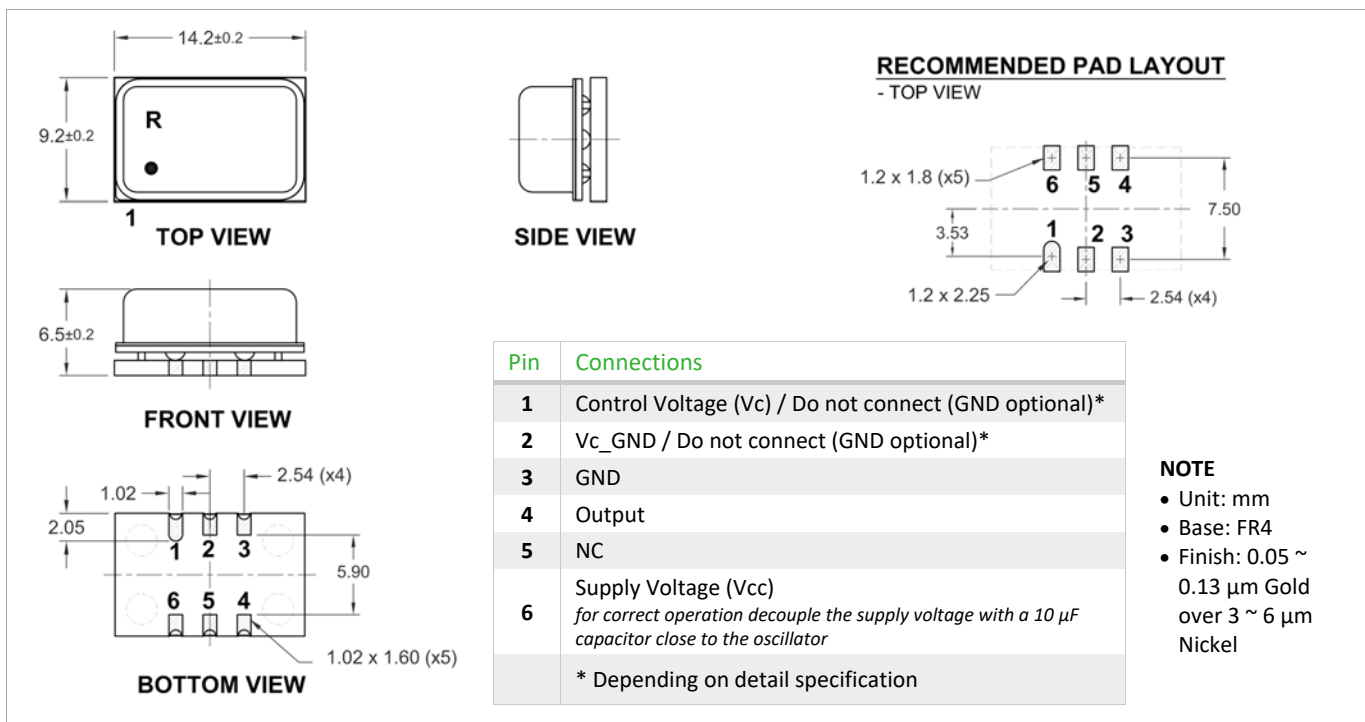 14.2±0.2
9.2±0.2
R
1
TOP VIEW
SIDE VIEW
RECOMMENDED PAD LAYOUT
- TOP VIEW
1.2 x 1.8 (x5)
6 5 4
7.50
3.53
1 2 3
1.2 x 2.25
2.54 (x4)
6.5±0.2
FRONT VIEW
2.54 (x4)
1.02
2.05
1 2 3
5.90
6 5 4
1.02 x 1.60 (x5)
BOTTOM VIEW
Pin Connections
1 Control Voltage (Vc) / Do not connect (GND optional)*
2 Vc_GND / Do not connect (GND optional)*
3 GND
4 Output
5 NC
6 Supply Voltage (Vcc)
for correct operation decouple the supply voltage with a 10 µF
capacitor close to the oscillator
* Depending on detail specification
NOTE
• Unit: mm
• Base: FR4
• Finish: 0.05 ~
0.13 µm Gold
over 3 ~ 6 µm
Nickel